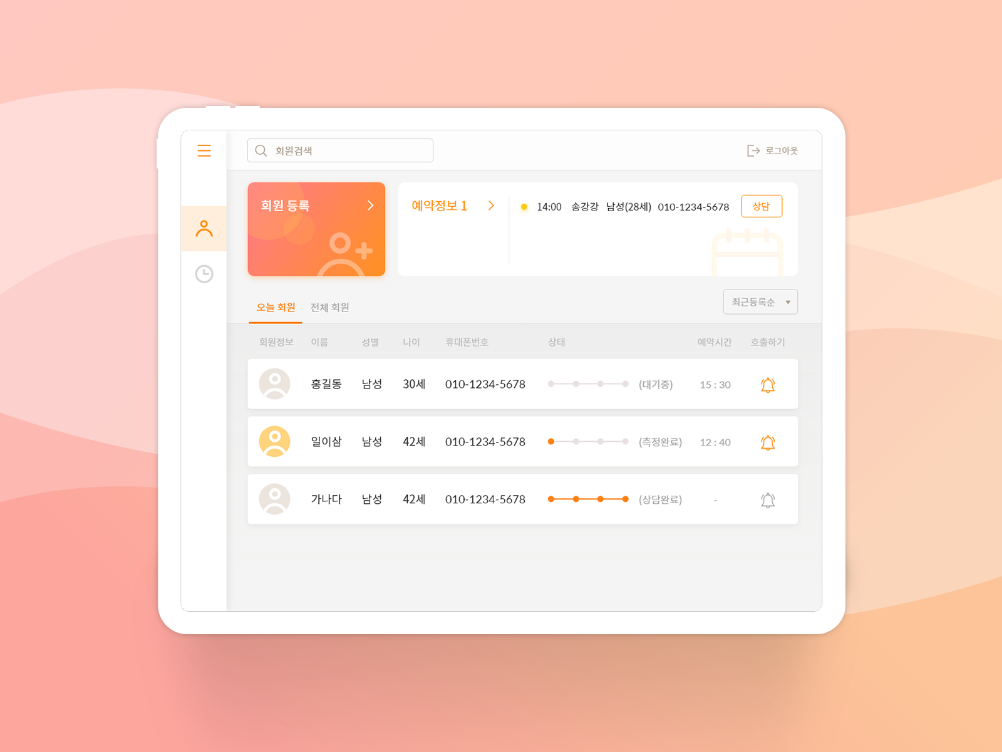 회원검색
로그아웃
회원 등록
예약정보 1
14:00 송강강 남성(28세) 010-1234-5678 상담
오늘 회원 전체 회원
최근등록순
회원정보 이름 성별 나이 휴대폰번호 상태 예약시간 호출하기
홍길동 남성 30세 010-1234-5678 (대기중) 15 : 30
일이삼 남성 42세 010-1234-5678 (측정완료) 12 : 40
가나다 남성 42세 010-1234-5678 (상담완료) -